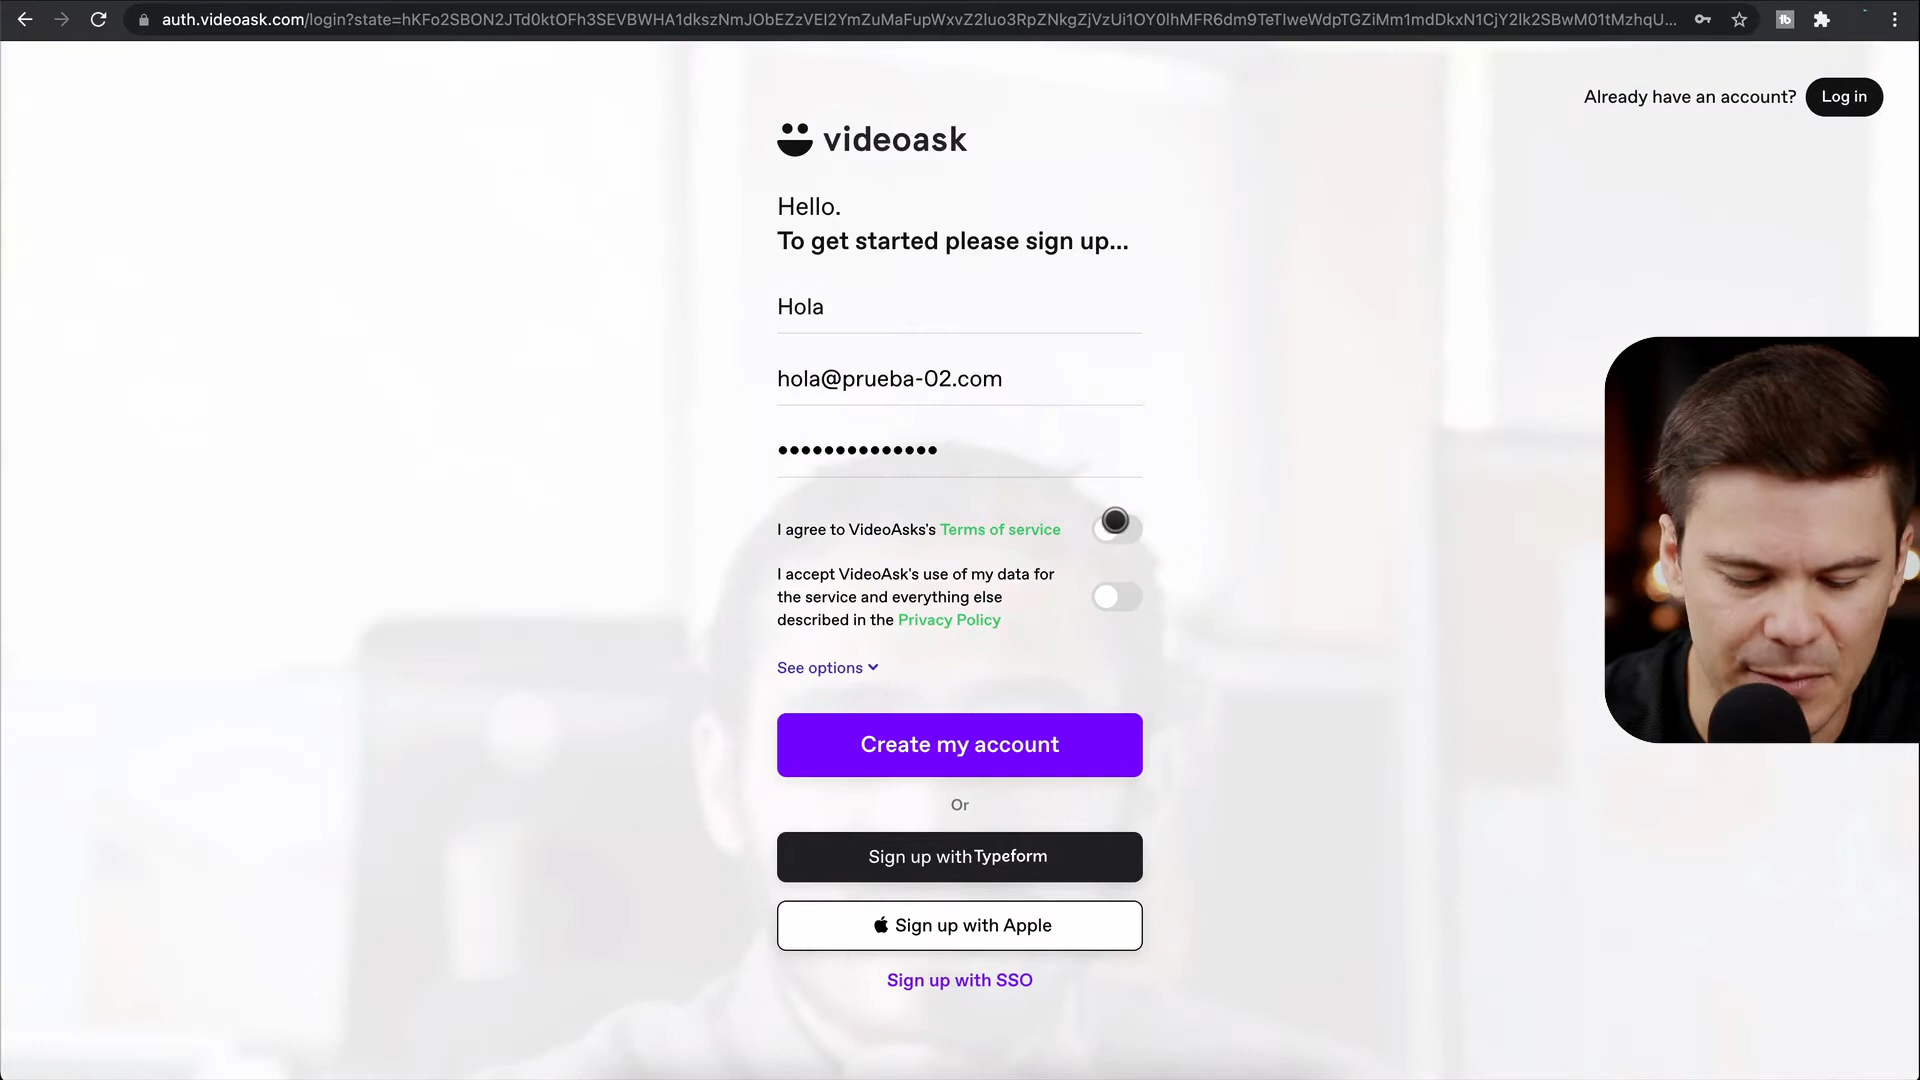 auth.videoask.com
Already have an account? Log in
videoask
Hello.
To get started please sign up...
Hola
hola@prueba-02.com
••••••••••••••
I agree to VideoAsks's Terms of service
I accept VideoAsk's use of my data for
the service and everything else
described in the Privacy Policy
See options
Create my account
Or
Sign up with Typeform
Sign up with Apple
Sign up with SSO